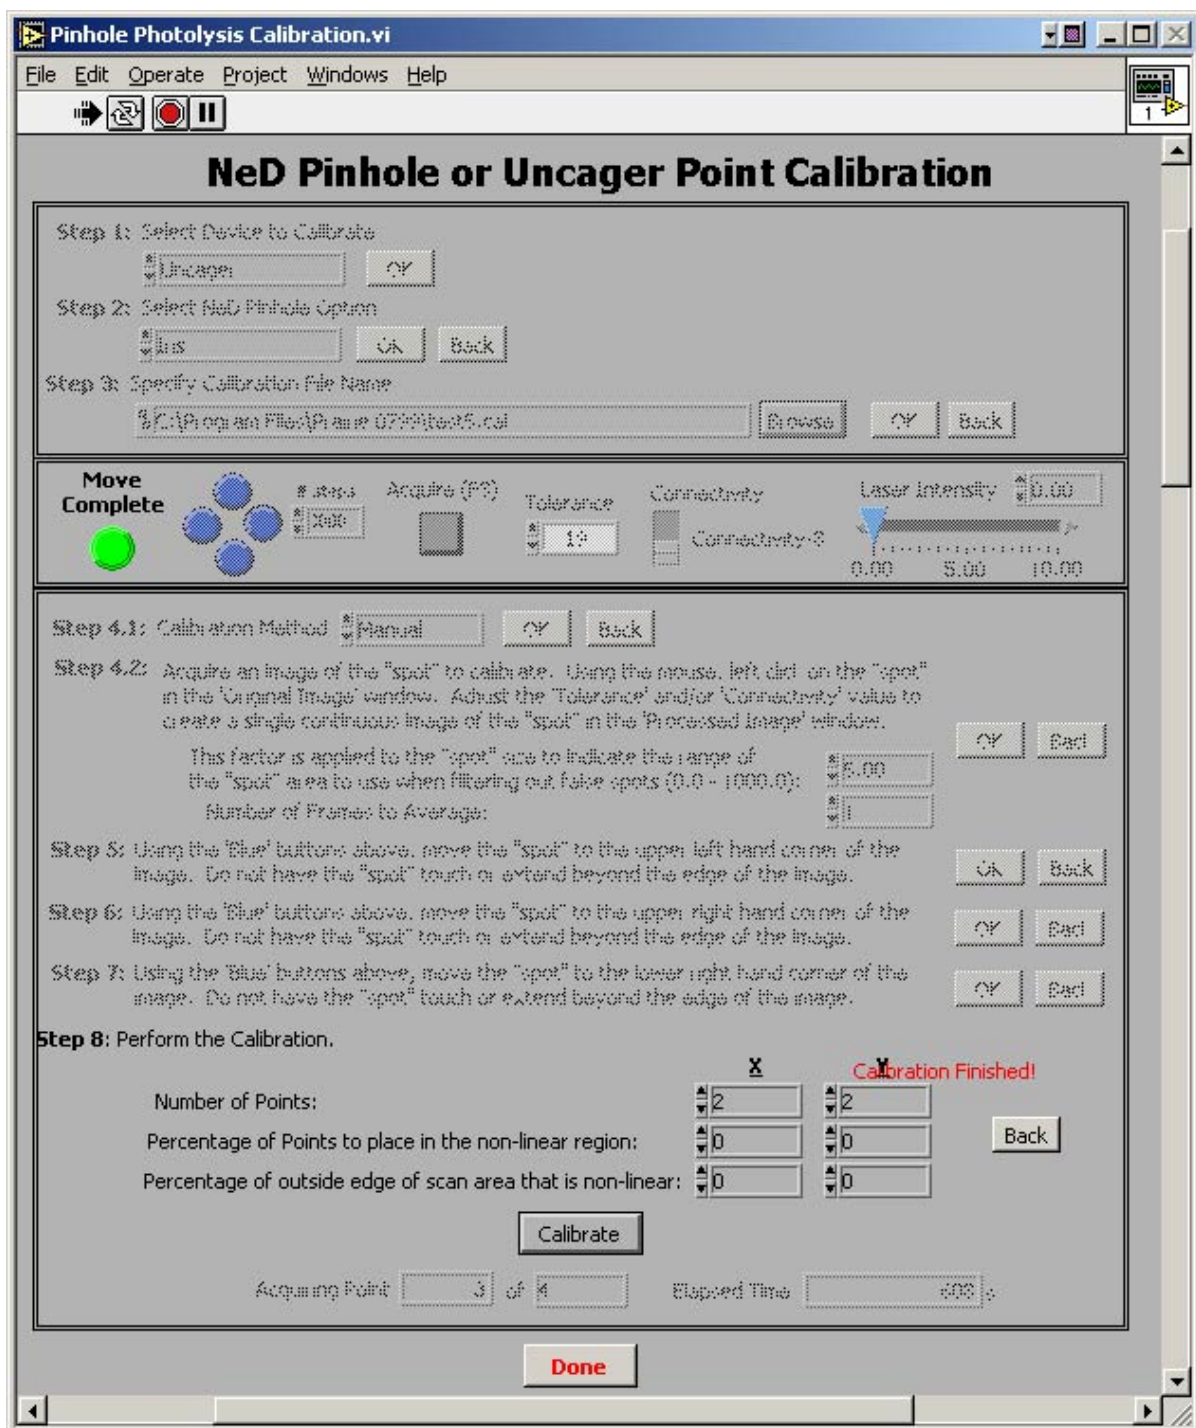 Pinhole Photolysis Calibration.vi
File Edit Operate Project Windows Help
1
NeD Pinhole or Uncager Point Calibration
Step 1: Select Device to Calibrate
Uncager OK
Step 2: Select NeD Pinhole Option
OK Back
Step 3: Specify Calibration File Name
Browse OK Back
Move Complete # steps Acquire (F3) Tolerance 19 Connectivity Connectivity-8 Laser Intensity 0.00
0.00 5.00 10.00
Step 4.1: Calibration Method Manual OK Back
Step 4.2: Acquire an image of the "spot" to calibrate. Using the mouse, left click on the "spot"
in the 'Original Image' window. Adjust the 'Tolerance' and/or 'Connectivity' value to
create a single continuous image of the "spot" in the 'Processed Image' window.
OK Back
This factor is applied to the "spot" size to indicate the range of
the "spot" area to use when filtering out false spots (0.0 - 1000.0): 5.00
Number of Frames to Average: 1
Step 5: Using the 'Blue' buttons above, move the "spot" to the upper left hand corner of the
image. Do not have the "spot" touch or extend beyond the edge of the image. OK Back
Step 6: Using the 'Blue' buttons above, move the "spot" to the upper right hand corner of the
image. Do not have the "spot" touch or extend beyond the edge of the image. OK Back
Step 7: Using the 'Blue' buttons above, move the "spot" to the lower right hand corner of the
image. Do not have the "spot" touch or extend beyond the edge of the image. OK Back
Step 8: Perform the Calibration.
X Y Calibration Finished!
Number of Points: 2 2
Percentage of Points to place in the non-linear region: 0 0 Back
Percentage of outside edge of scan area that is non-linear: 0 0
Calibrate
Acquiring Point 3 of 4 Elapsed Time s
Done